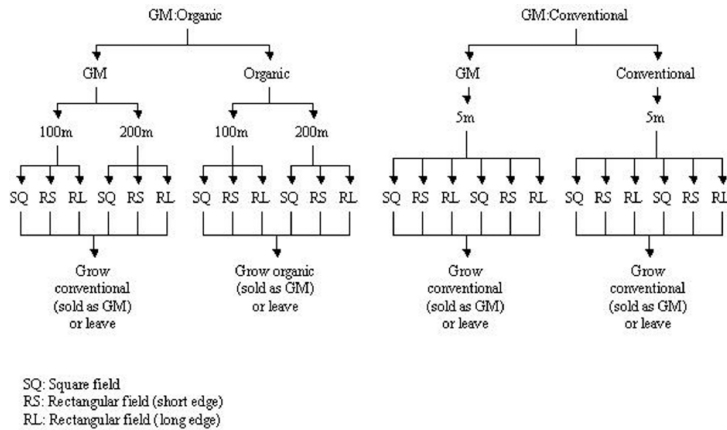 GM:Organic GM:Conventional
GM Organic GM Conventional
100m 200m 100m 200m 5m 5m
SQ RS RL SQ RS RL SQ RS RL SQ RS RL SQ RS RL SQ RS RL SQ RS RL SQ RS RL
Grow conventional (sold as GM) or leave
Grow organic (sold as GM) or leave
Grow conventional (sold as GM) or leave
Grow conventional (sold as GM) or leave
SQ: Square field
RS: Rectangular field (short edge)
RL: Rectangular field (long edge)